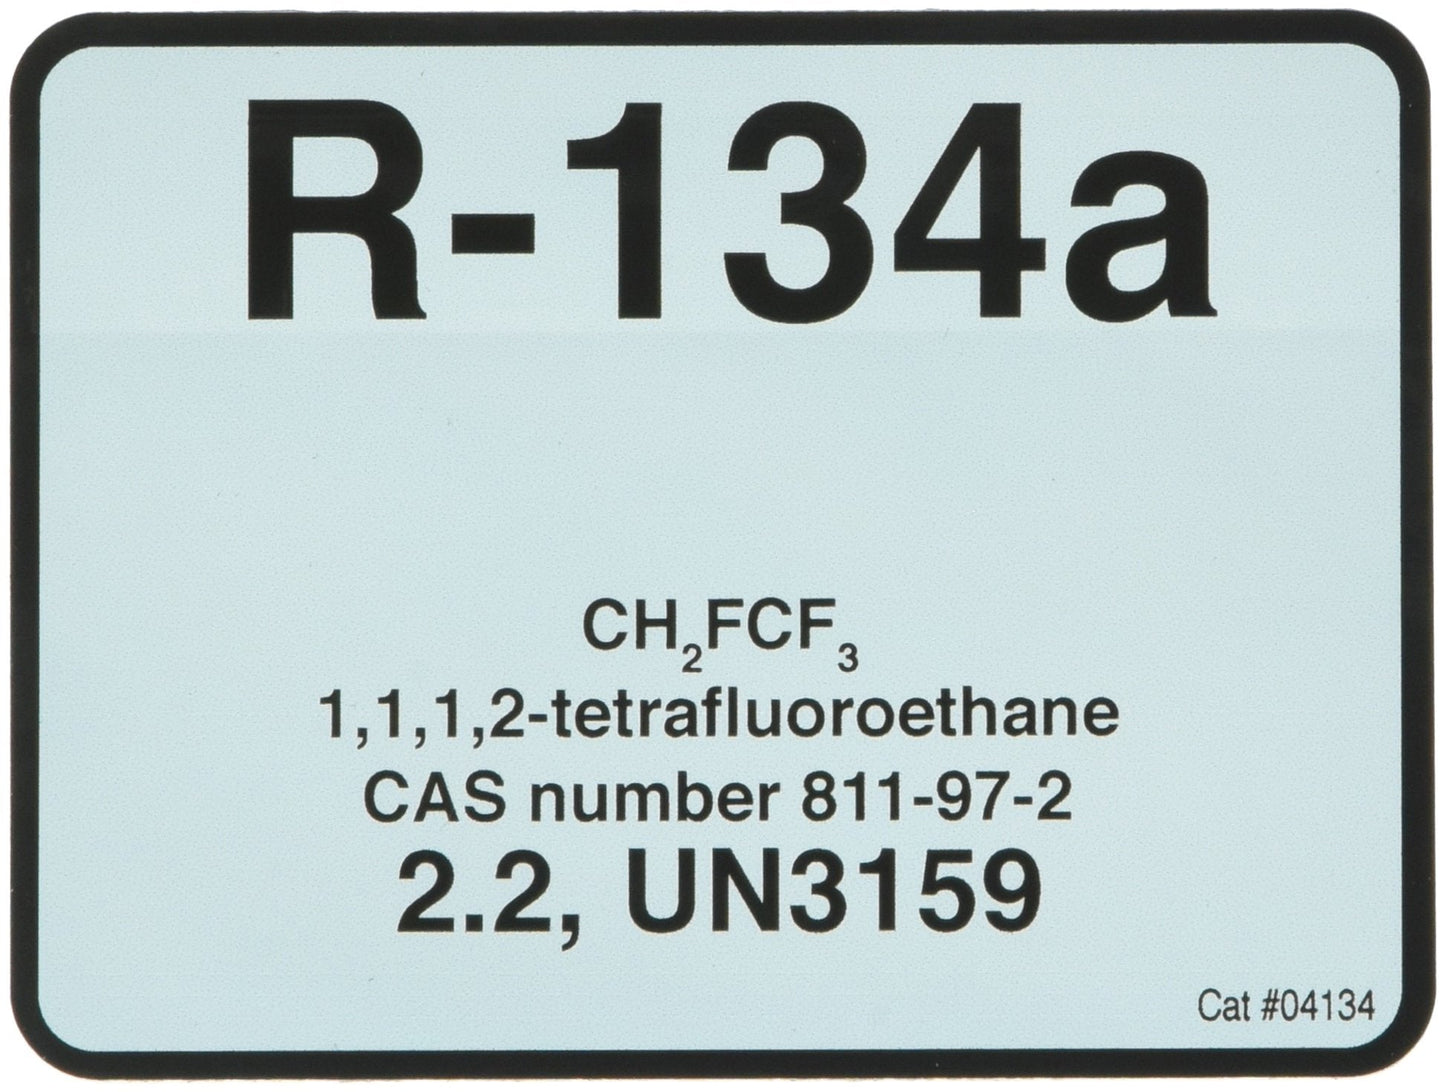 R-134a
CH₂FCF₃
1,1,1,2-tetrafluoroethane
CAS number 811-97-2
2.2, UN3159
Cat #04134